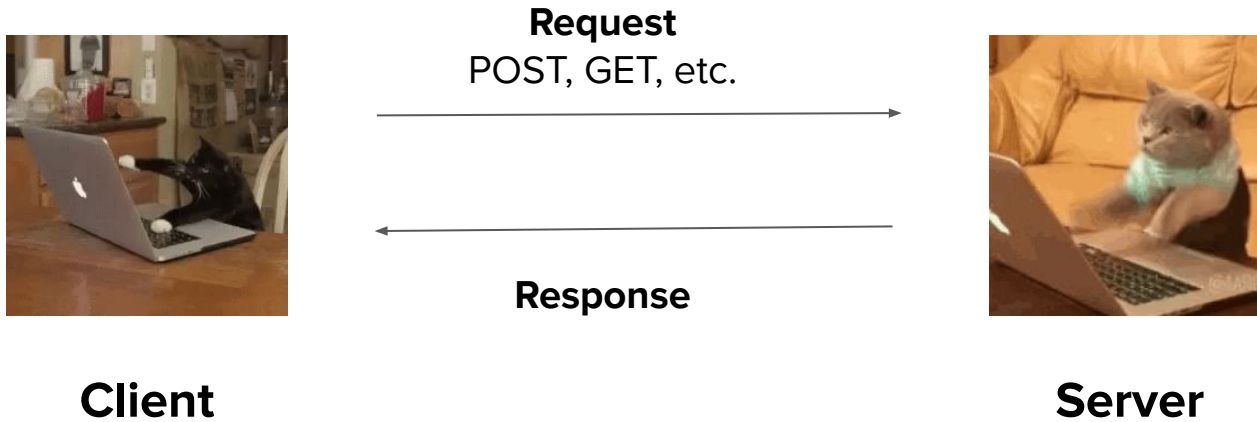 Request
POST, GET, etc.
Response
Client
Server